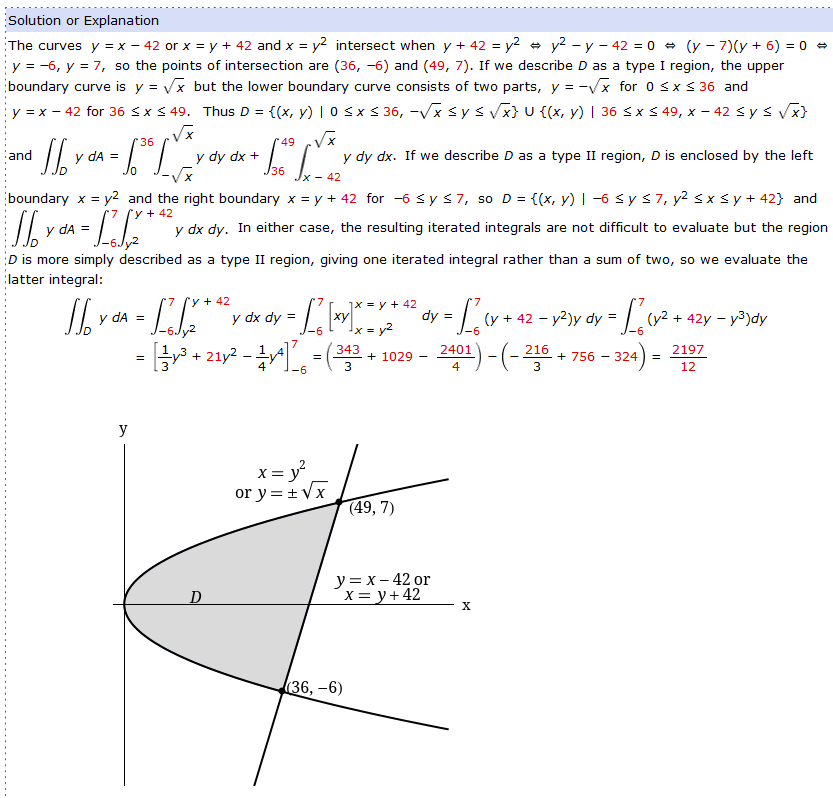 Solution or Explanation
The curves y = x − 42 or x = y + 42 and x = y² intersect when y + 42 = y² ⇔ y² − y − 42 = 0 ⇔ (y − 7)(y + 6) = 0 ⇔
y = −6, y = 7, so the points of intersection are (36, −6) and (49, 7). If we describe D as a type I region, the upper
boundary curve is y = √x but the lower boundary curve consists of two parts, y = −√x for 0 ≤ x ≤ 36 and
y = x − 42 for 36 ≤ x ≤ 49. Thus D = {(x, y) | 0 ≤ x ≤ 36, −√x ≤ y ≤ √x} U {(x, y) | 36 ≤ x ≤ 49, x − 42 ≤ y ≤ √x}
and ∬_D y dA = ∫_0^36 ∫_{−√x}^{√x} y dy dx + ∫_36^49 ∫_{x − 42}^{√x} y dy dx. If we describe D as a type II region, D is enclosed by the left
boundary x = y² and the right boundary x = y + 42 for −6 ≤ y ≤ 7, so D = {(x, y) | −6 ≤ y ≤ 7, y² ≤ x ≤ y + 42} and
∬_D y dA = ∫_{−6}^7 ∫_{y²}^{y + 42} y dx dy. In either case, the resulting iterated integrals are not difficult to evaluate but the region
D is more simply described as a type II region, giving one iterated integral rather than a sum of two, so we evaluate the
latter integral:
∬_D y dA = ∫_{−6}^7 ∫_{y²}^{y + 42} y dx dy = ∫_{−6}^7 [xy]_{x = y²}^{x = y + 42} dy = ∫_{−6}^7 (y + 42 − y²)y dy = ∫_{−6}^7 (y² + 42y − y³)dy
= [1/3 y³ + 21y² − 1/4 y⁴]_{−6}^7 = (343/3 + 1029 − 2401/4) − (−216/3 + 756 − 324) = 2197/12
y
x = y²
or y = ± √x
(49, 7)
y = x − 42 or
D
x = y + 42
x
(36, −6)